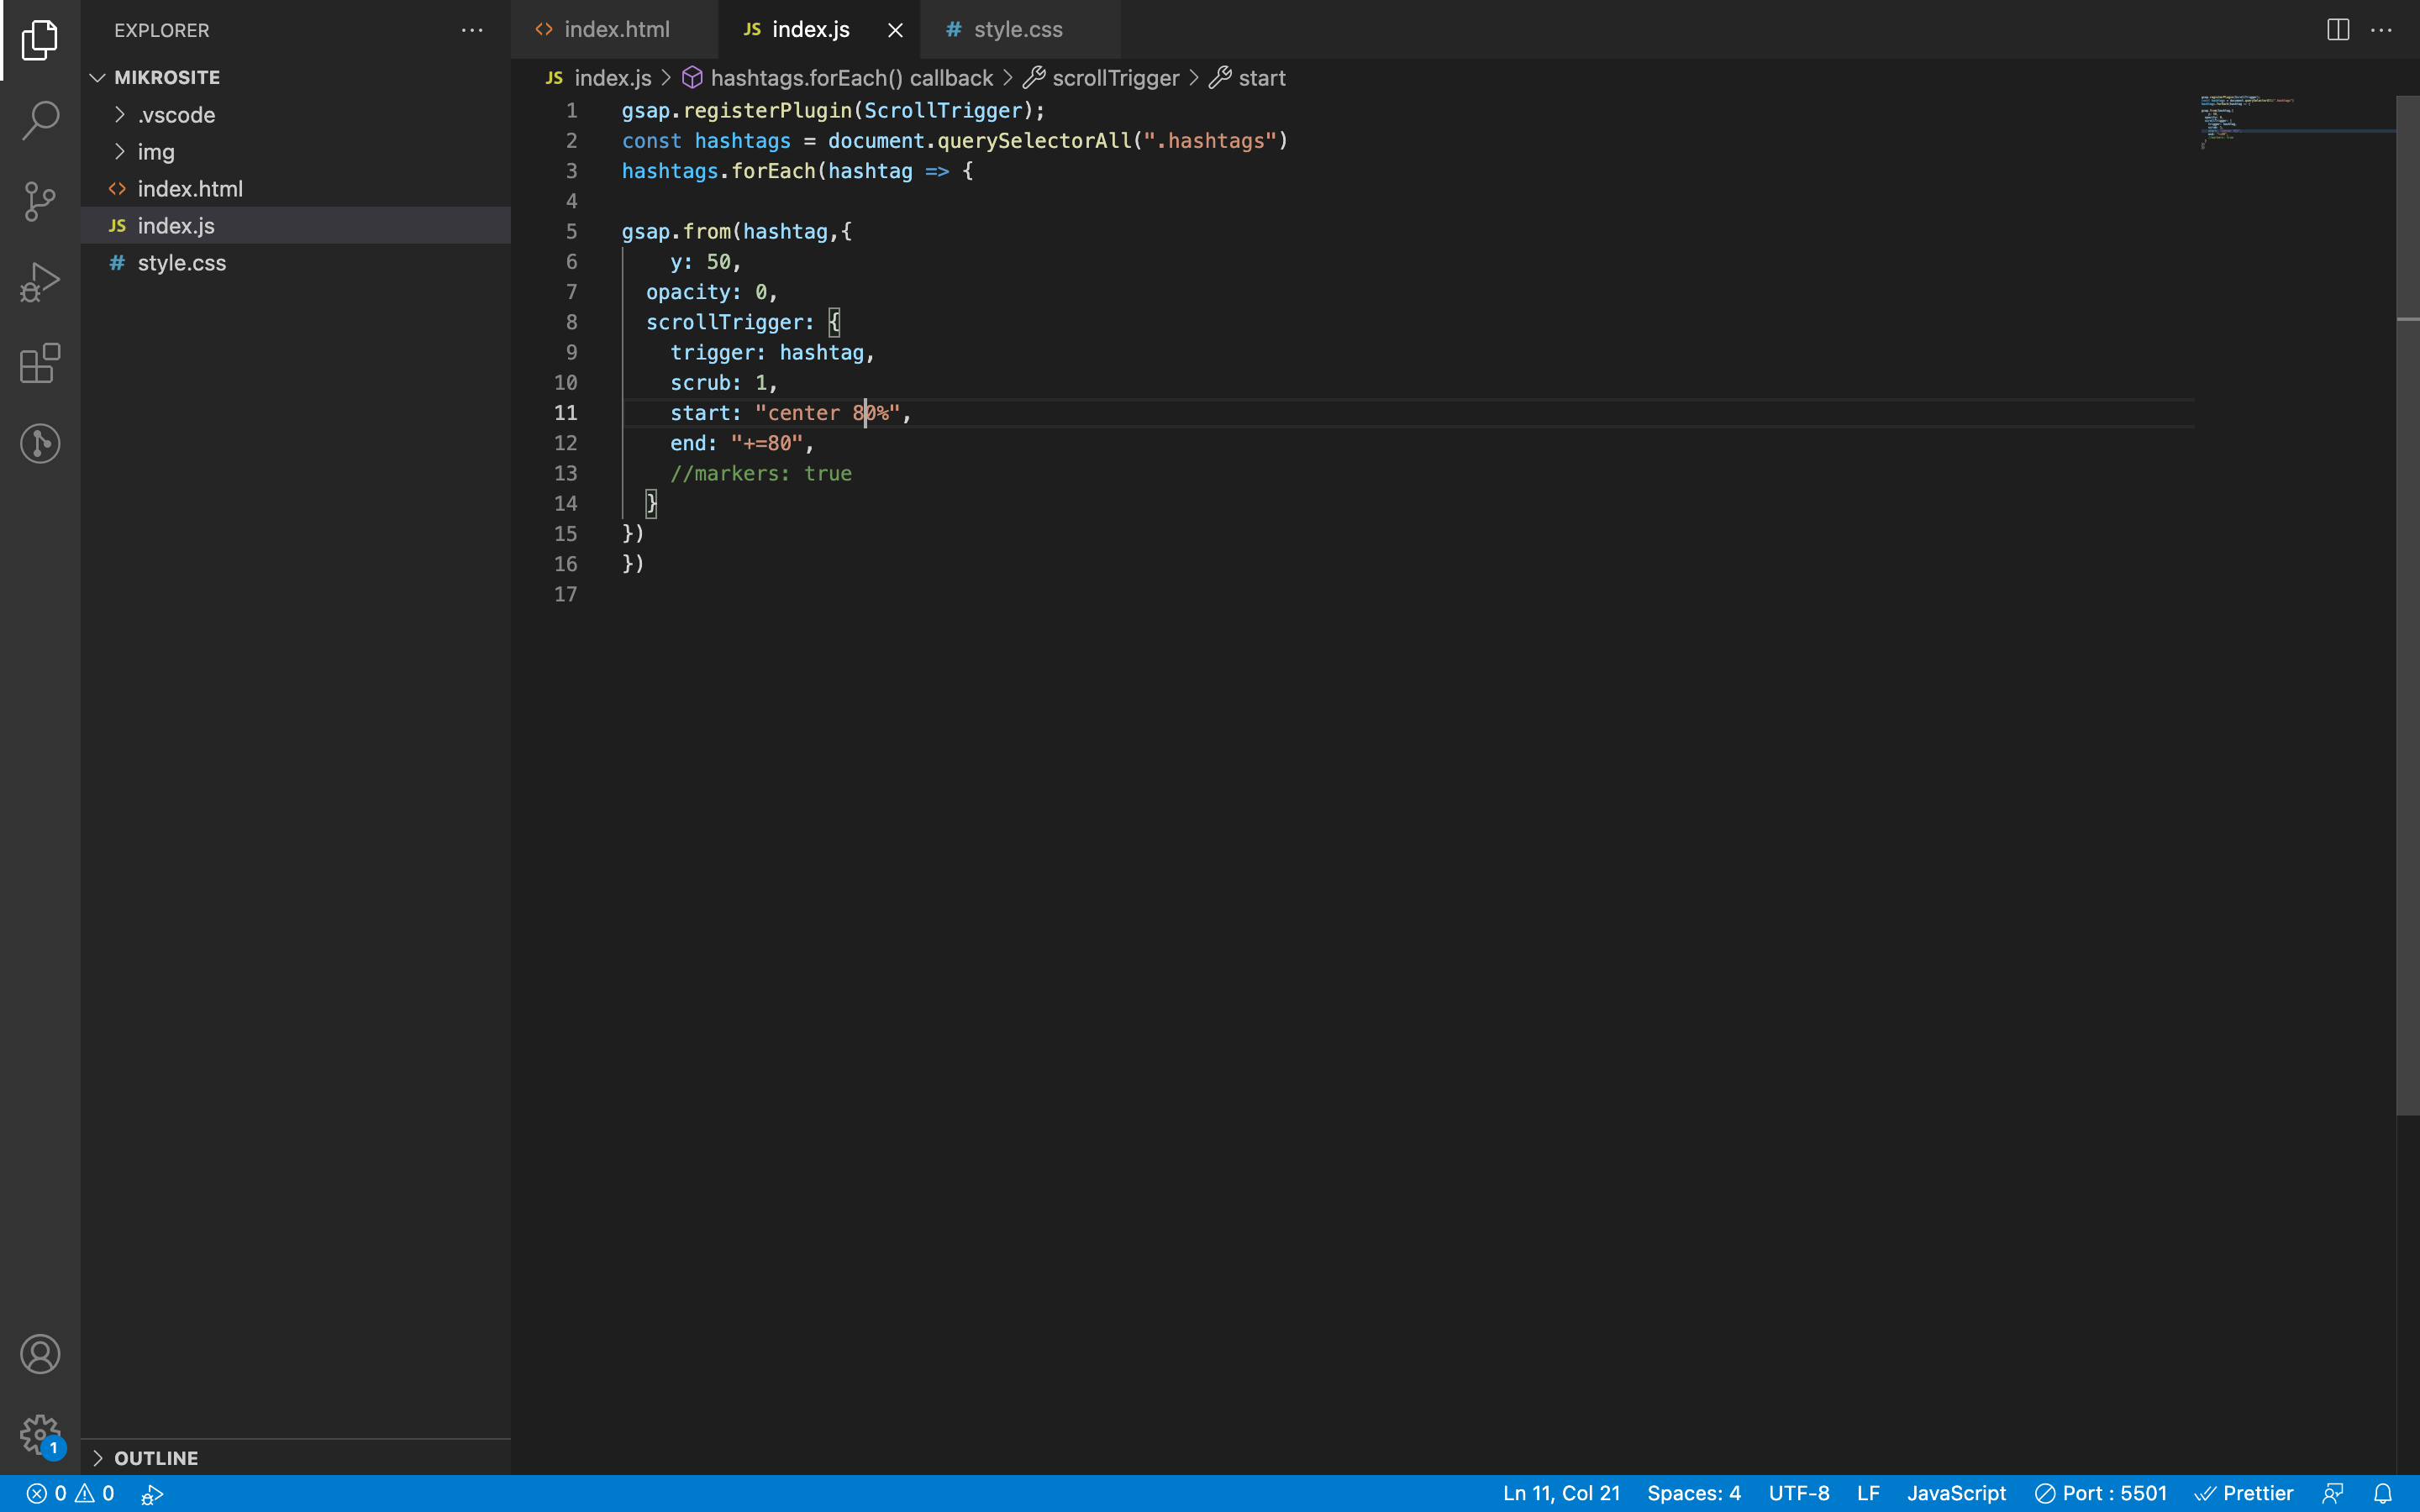 EXPLORER
MIKROSITE
.vscode
img
index.html
JS index.js
# style.css
OUTLINE
index.html
JS index.js
# style.css
JS index.js > hashtags.forEach() callback > scrollTrigger > start
1 gsap.registerPlugin(ScrollTrigger);
2 const hashtags = document.querySelectorAll(".hashtags")
3 hashtags.forEach(hashtag => {
4
5 gsap.from(hashtag,{
6     y: 50,
7   opacity: 0,
8   scrollTrigger: {
9     trigger: hashtag,
10     scrub: 1,
11     start: "center 80%",
12     end: "+=80",
13     //markers: true
14   }
15 })
16 })
17
1
0 0 Ln 11, Col 21 Spaces: 4 UTF-8 LF JavaScript Port : 5501 Prettier